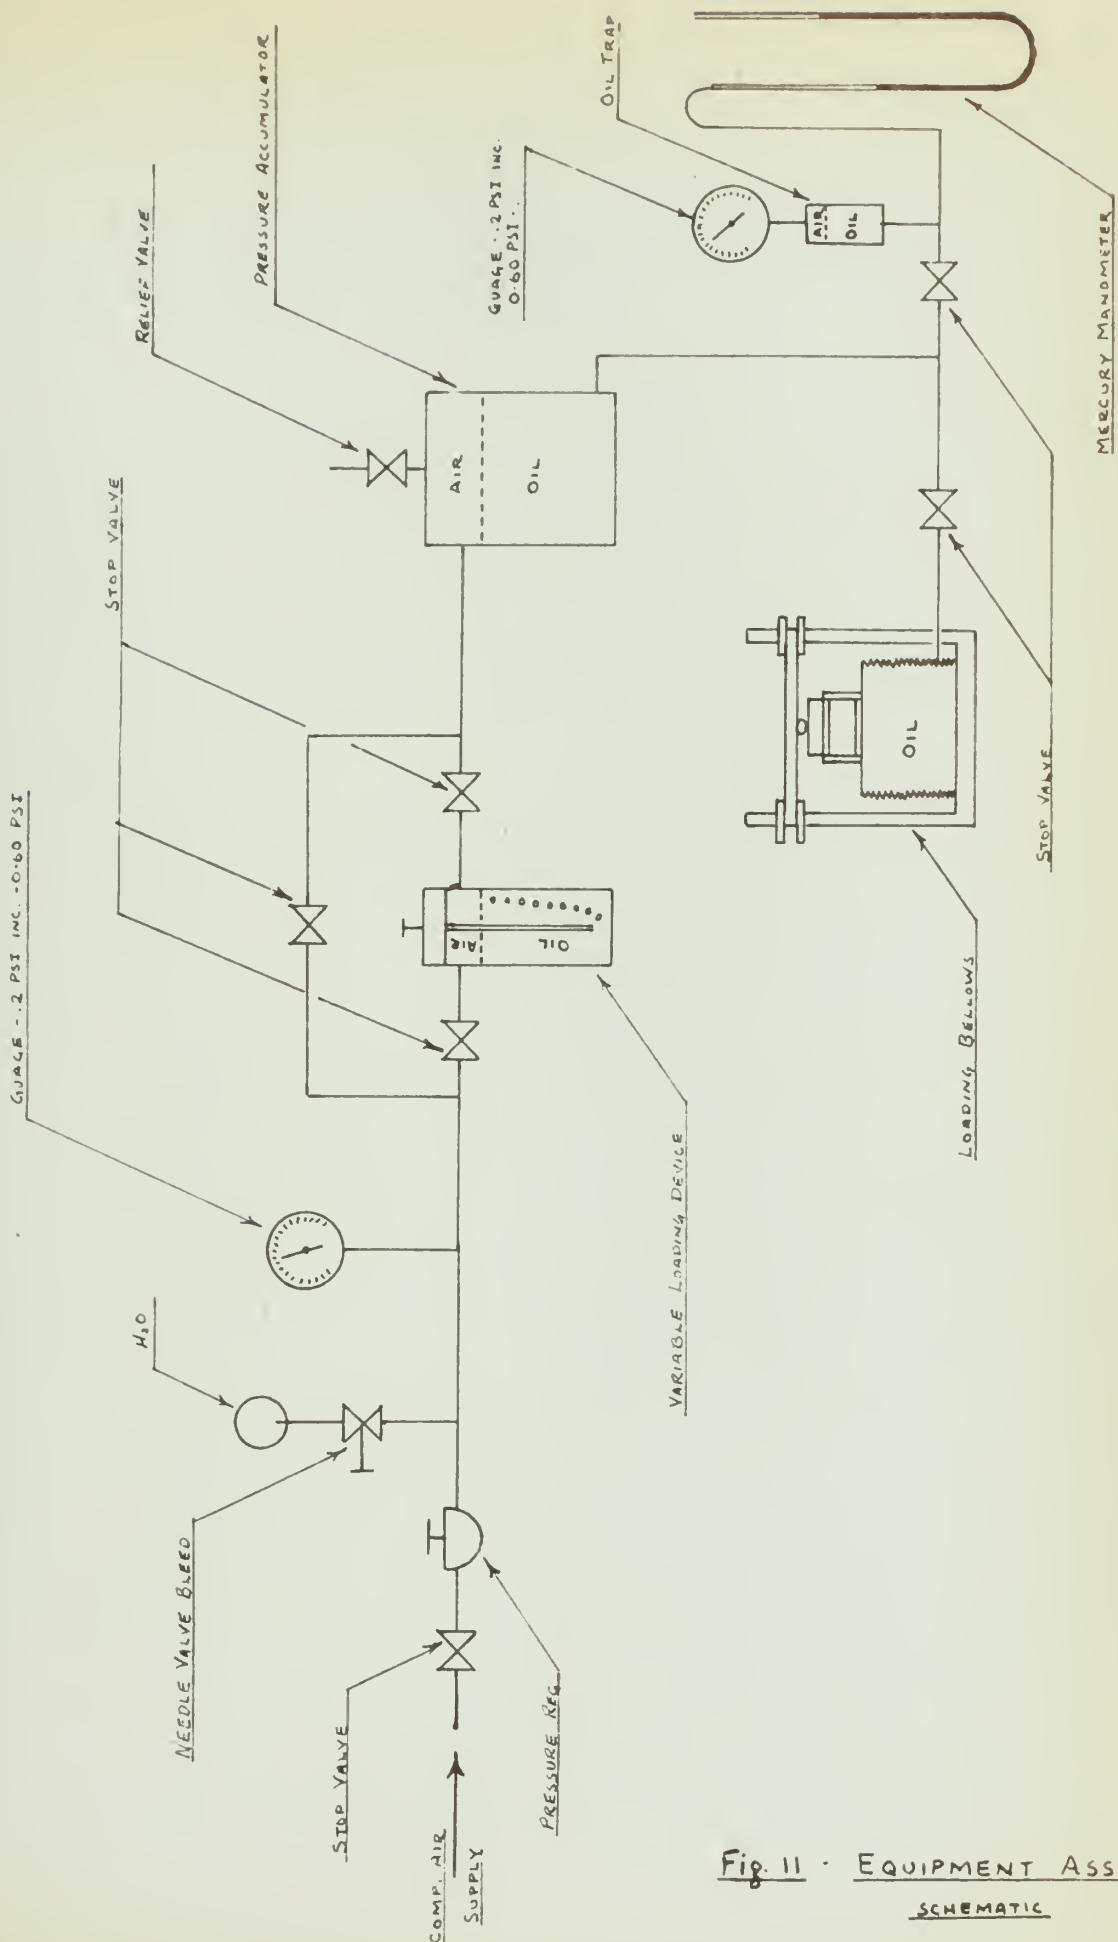 COMP. AIR
SUPPLY
STOP VALVE
PRESSURE REG
NEEDLE VALVE BLEED
H2O
GUAGE - .2 PSI INC. - 0-60 PSI
VARIABLE LOADING DEVICE
AIR
OIL
STOP VALVE
RELIEF VALVE
PRESSURE ACCUMULATOR
AIR
OIL
GUAGE - .2 PSI INC.
0-60 PSI.
OIL TRAP
AIR
OIL
MERCURY MANOMETER
STOP VALVE
OIL
LOADING BELLOWS
Fig. 11 · EQUIPMENT ASS
SCHEMATIC